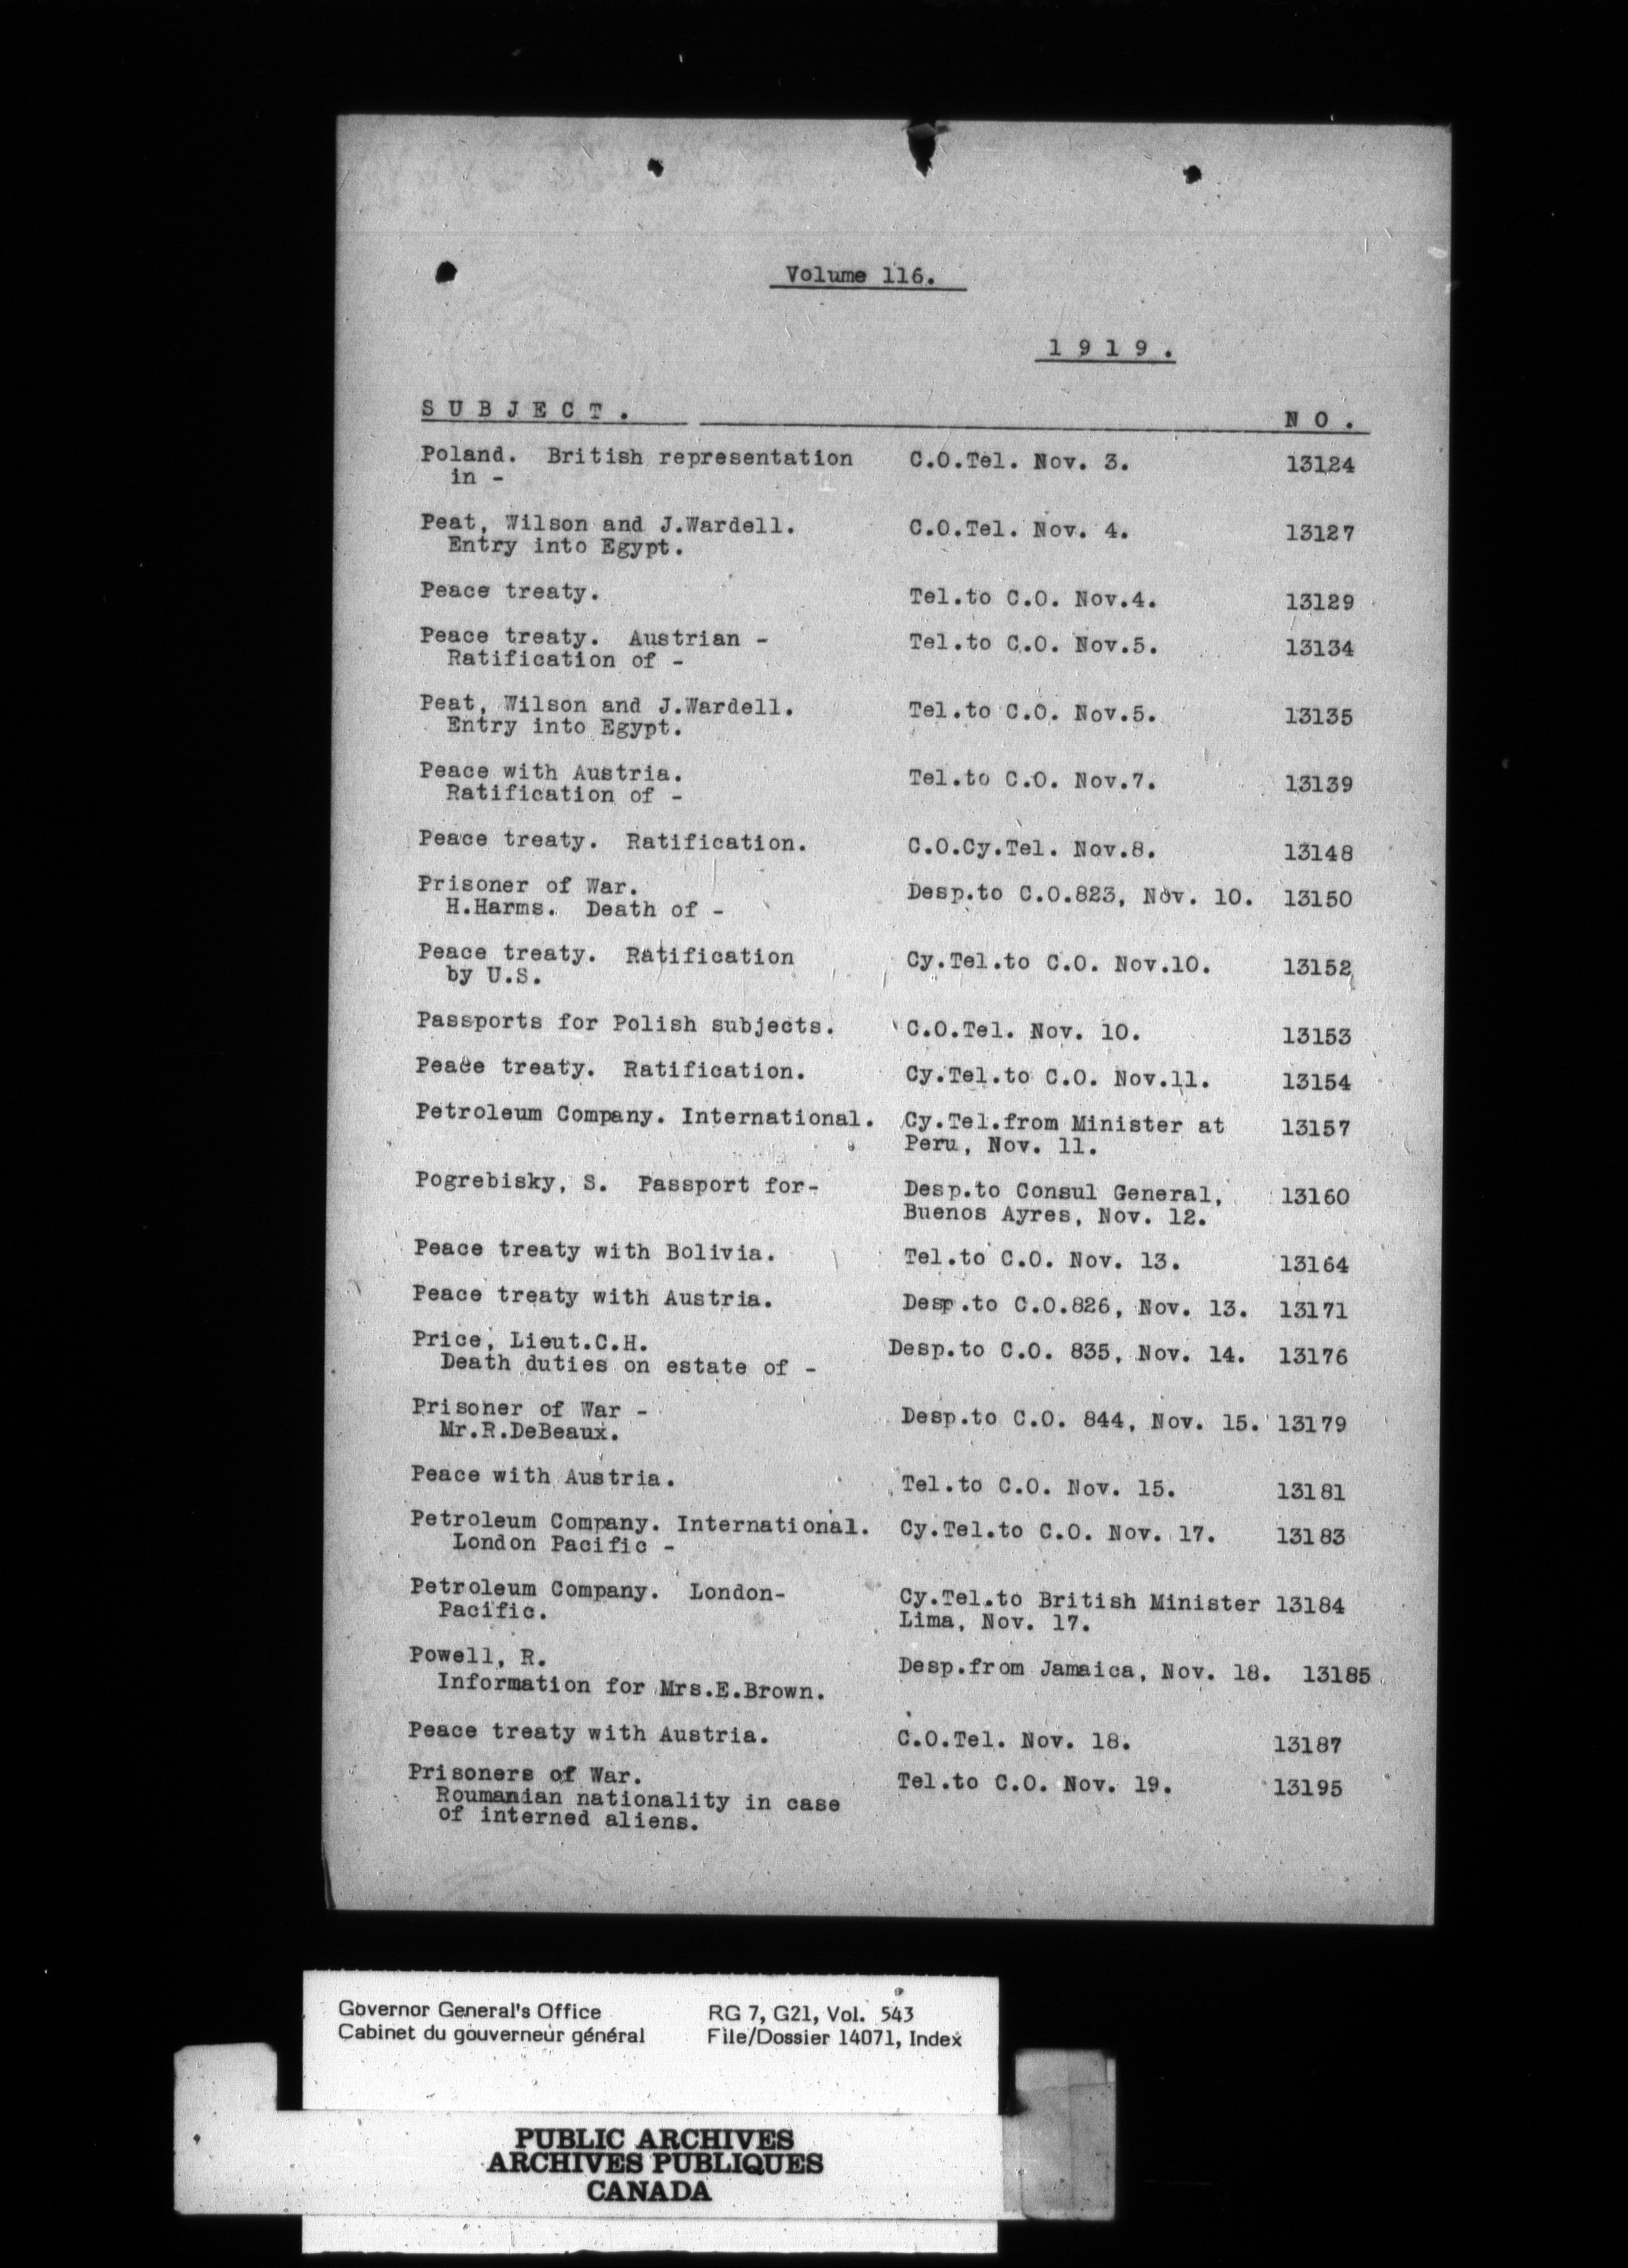 Volume 116.
1 9 1 9 .
S U B J E C T . N O .
Poland. British representation C.O.Tel. Nov. 3. 13124
in -
Peat, Wilson and J.Wardell. C.O.Tel. Nov. 4. 13127
Entry into Egypt.
Peace treaty. Tel.to C.O. Nov.4. 13129
Peace treaty. Austrian - Tel.to C.O. Nov.5. 13134
Ratification of -
Peat, Wilson and J.Wardell. Tel.to C.O. Nov.5. 13135
Entry into Egypt.
Peace with Austria. Tel.to C.O. Nov.7. 13139
Ratification of -
Peace treaty. Ratification. C.O.Cy.Tel. Nov.8. 13148
Prisoner of War. Desp.to C.O.823, Nov. 10. 13150
H.Harms. Death of -
Peace treaty. Ratification Cy.Tel.to C.O. Nov.10. 13152
by U.S.
Passports for Polish subjects. C.O.Tel. Nov. 10. 13153
Peace treaty. Ratification. Cy.Tel.to C.O. Nov.11. 13154
Petroleum Company. International. Cy.Tel.from Minister at 13157
Peru, Nov. 11.
Pogrebisky, S. Passport for- Desp.to Consul General, 13160
Buenos Ayres, Nov. 12.
Peace treaty with Bolivia. Tel.to C.O. Nov. 13. 13164
Peace treaty with Austria. Desp.to C.O.826, Nov. 13. 13171
Price, Lieut.C.H. Desp.to C.O. 835, Nov. 14. 13176
Death duties on estate of -
Prisoner of War - Desp.to C.O. 844, Nov. 15. 13179
Mr.R.DeBeaux.
Peace with Austria. Tel.to C.O. Nov. 15. 13181
Petroleum Company. International. Cy.Tel.to C.O. Nov. 17. 13183
London Pacific -
Petroleum Company. London- Cy.Tel.to British Minister 13184
Pacific. Lima, Nov. 17.
Powell, R. Desp.from Jamaica, Nov. 18. 13185
Information for Mrs.E.Brown.
Peace treaty with Austria. C.O.Tel. Nov. 18. 13187
Prisoners of War. Tel.to C.O. Nov. 19. 13195
Roumanian nationality in case
of interned aliens.
Governor General's Office RG 7, G21, Vol. 543
Cabinet du gouverneur général File/Dossier 14071, Index
PUBLIC ARCHIVES
ARCHIVES PUBLIQUES
CANADA